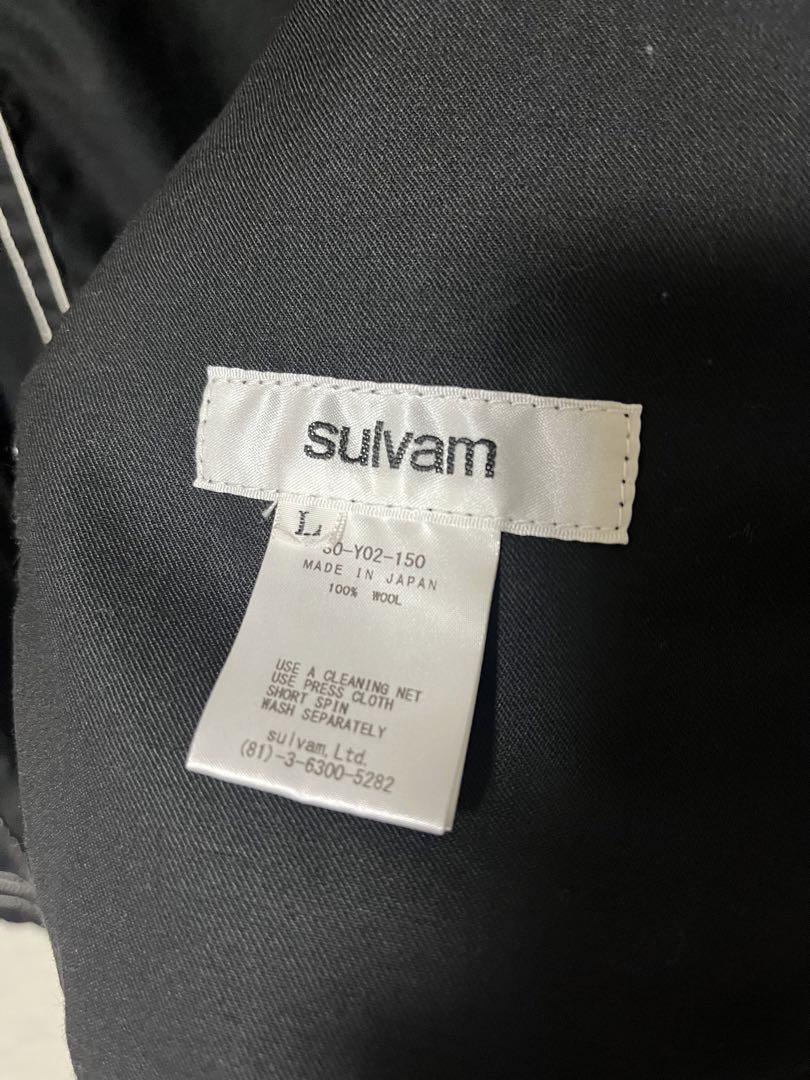 sulvam
L
0-Y02-150
MADE IN JAPAN
100% WOOL
USE A CLEANING NET
USE PRESS CLOTH
SHORT SPIN
WASH SEPARATELY
sulvam,Ltd.
(81)-3-6300-5282